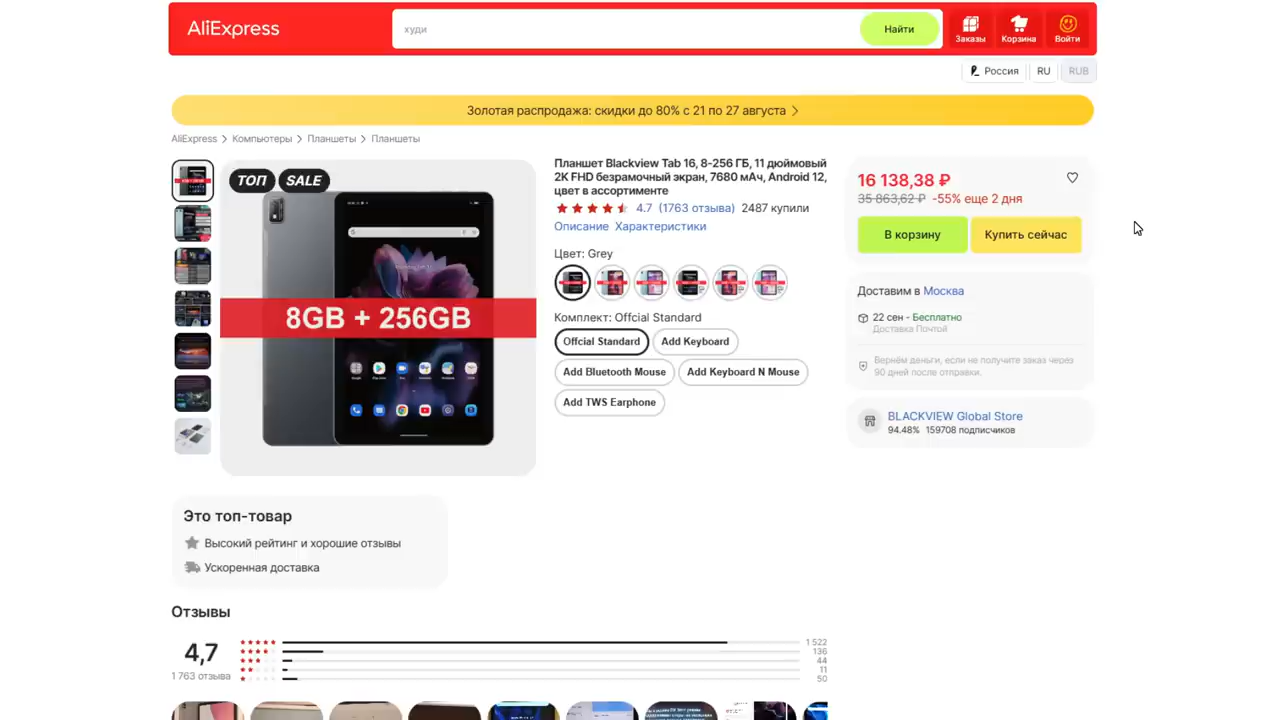 AliExpress
худи
Найти
Заказы
Корзина
Войти
Россия
RU
RUB
Золотая распродажа: скидки до 80% с 21 по 27 августа
AliExpress
Компьютеры
Планшеты
Планшеты
ТОП
SALE
8GB + 256GB
Планшет Blackview Tab 16, 8-256 ГБ, 11 дюймовый
2K FHD безрамочный экран, 7680 мАч, Android 12,
цвет в ассортименте
4.7 (1763 отзыва) 2487 купили
Описание Характеристики
Цвет: Grey
Комплект: Offcial Standard
Offcial Standard
Add Keyboard
Add Bluetooth Mouse
Add Keyboard N Mouse
Add TWS Earphone
16 138,38 ₽
35 863,62 ₽ -55% еще 2 дня
В корзину
Купить сейчас
Доставим в Москва
22 сен - Бесплатно
Доставка Почтой
Вернём деньги, если не получите заказ через
90 дней после отправки.
BLACKVIEW Global Store
94.48% 159708 подписчиков
Это топ-товар
Высокий рейтинг и хорошие отзывы
Ускоренная доставка
Отзывы
4,7
1 763 отзыва
1 522
136
44
11
50